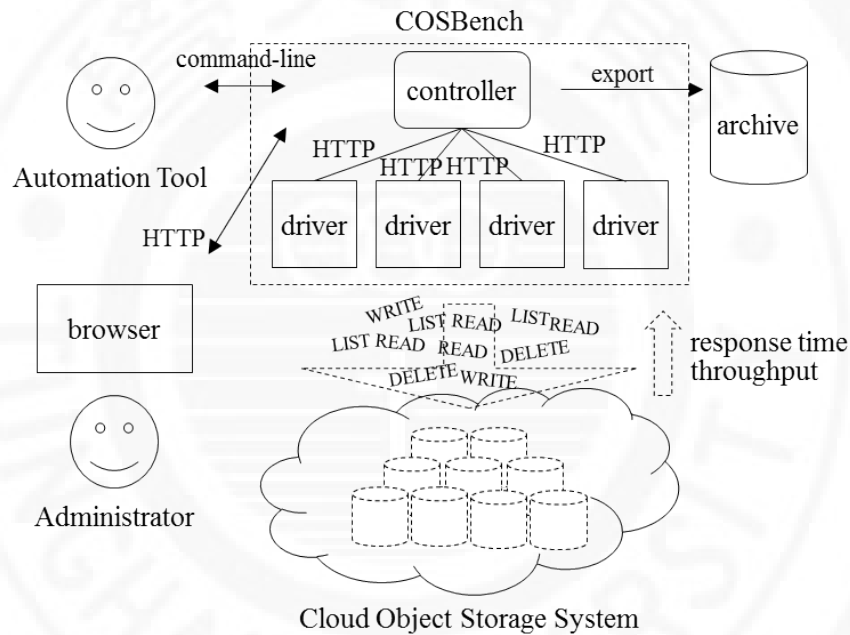 COSBench
command-line
controller
export
archive
Automation Tool
HTTP
HTTP
HTTP
HTTP
HTTP
driver
driver
driver
driver
browser
WRITE
LIST
READ
LIST
READ
LIST
READ
READ
DELETE
DELETE
WRITE
response time
throughput
Administrator
Cloud Object Storage System